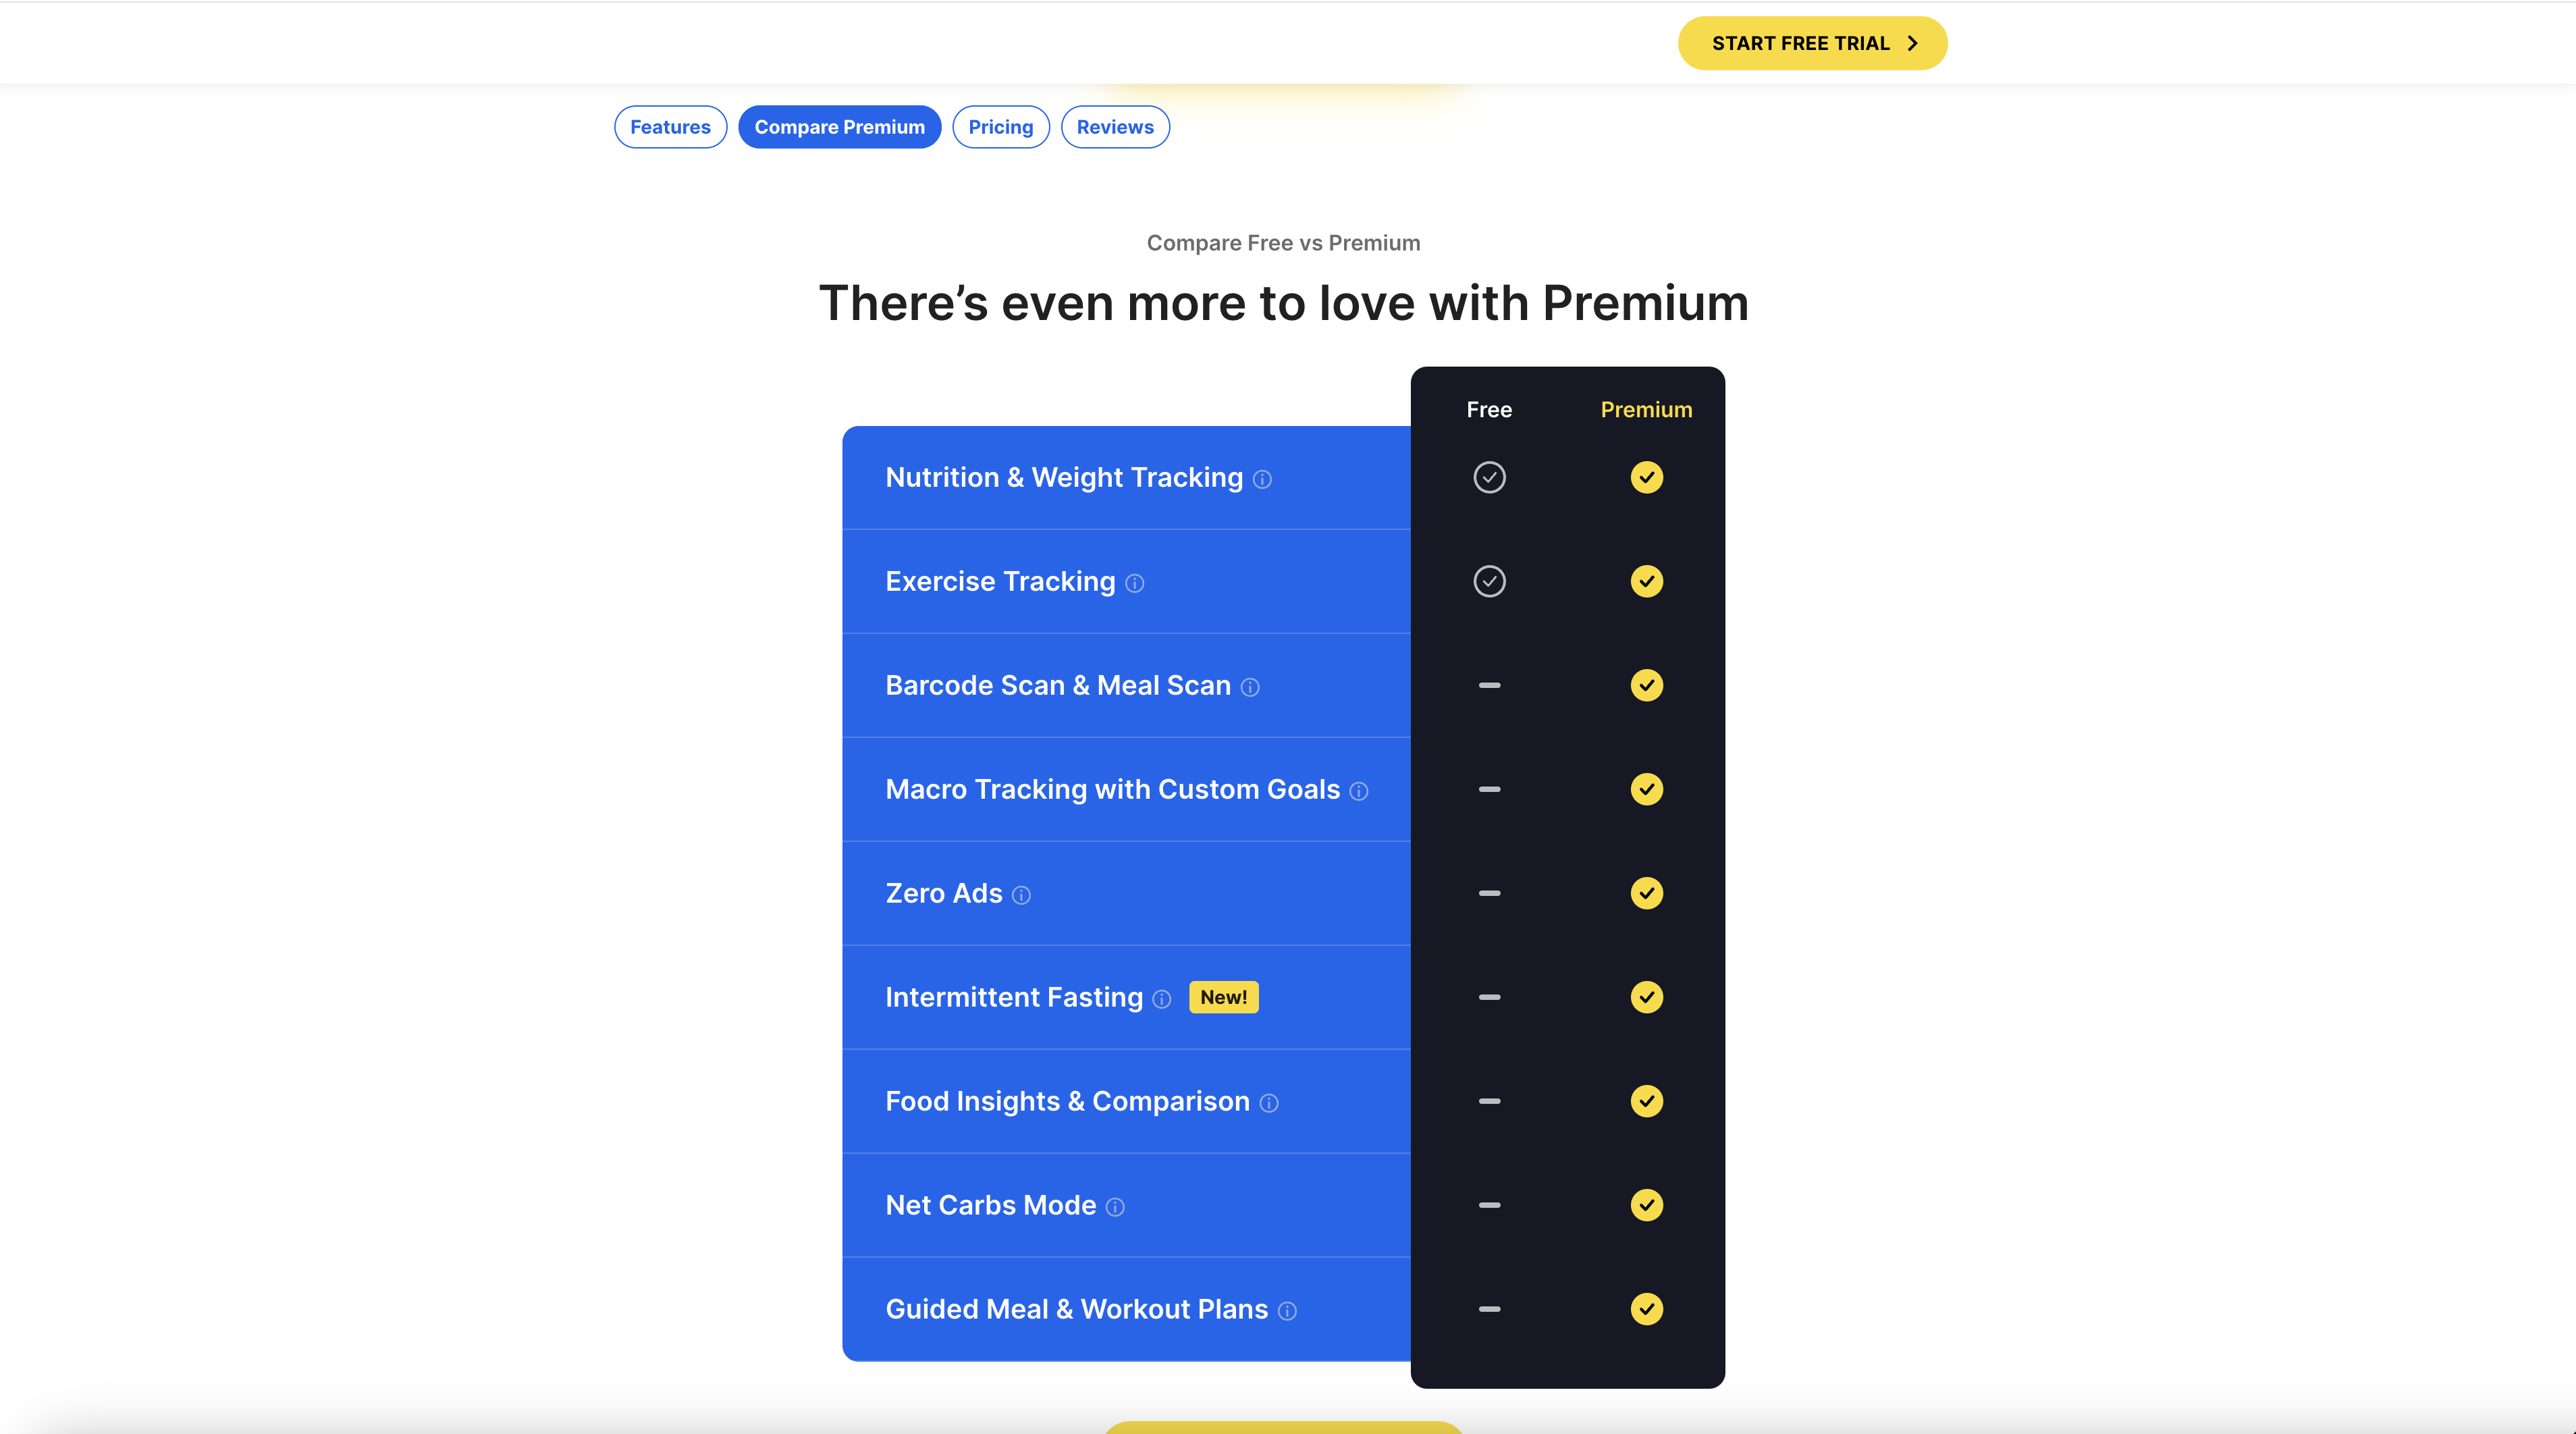 START FREE TRIAL
Features
Compare Premium
Pricing
Reviews
Compare Free vs Premium
There’s even more to love with Premium
Free
Premium
Nutrition & Weight Tracking
Exercise Tracking
Barcode Scan & Meal Scan
Macro Tracking with Custom Goals
Zero Ads
Intermittent Fasting New!
Food Insights & Comparison
Net Carbs Mode
Guided Meal & Workout Plans